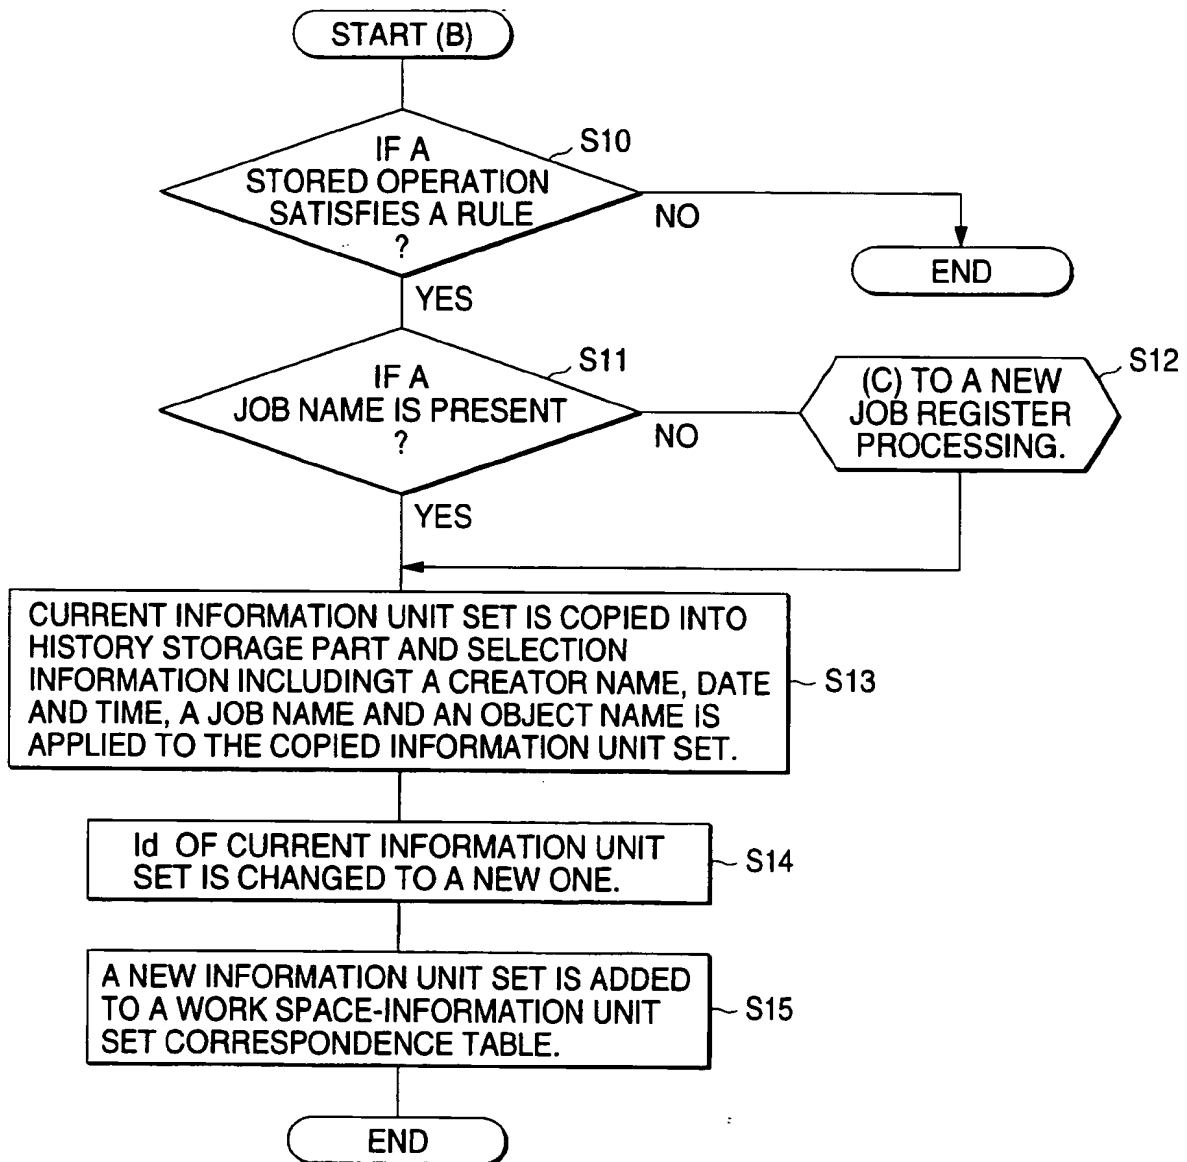 START (B)
IF A
STORED OPERATION
SATISFIES A RULE
?
S10
NO
END
YES
IF A
JOB NAME IS PRESENT
?
S11
NO
(C) TO A NEW
JOB REGISTER
PROCESSING.
S12
YES
CURRENT INFORMATION UNIT SET IS COPIED INTO
HISTORY STORAGE PART AND SELECTION
INFORMATION INCLUDINGT A CREATOR NAME, DATE
AND TIME, A JOB NAME AND AN OBJECT NAME IS
APPLIED TO THE COPIED INFORMATION UNIT SET.
S13
Id OF CURRENT INFORMATION UNIT
SET IS CHANGED TO A NEW ONE.
S14
A NEW INFORMATION UNIT SET IS ADDED
TO A WORK SPACE-INFORMATION UNIT
SET CORRESPONDENCE TABLE.
S15
END